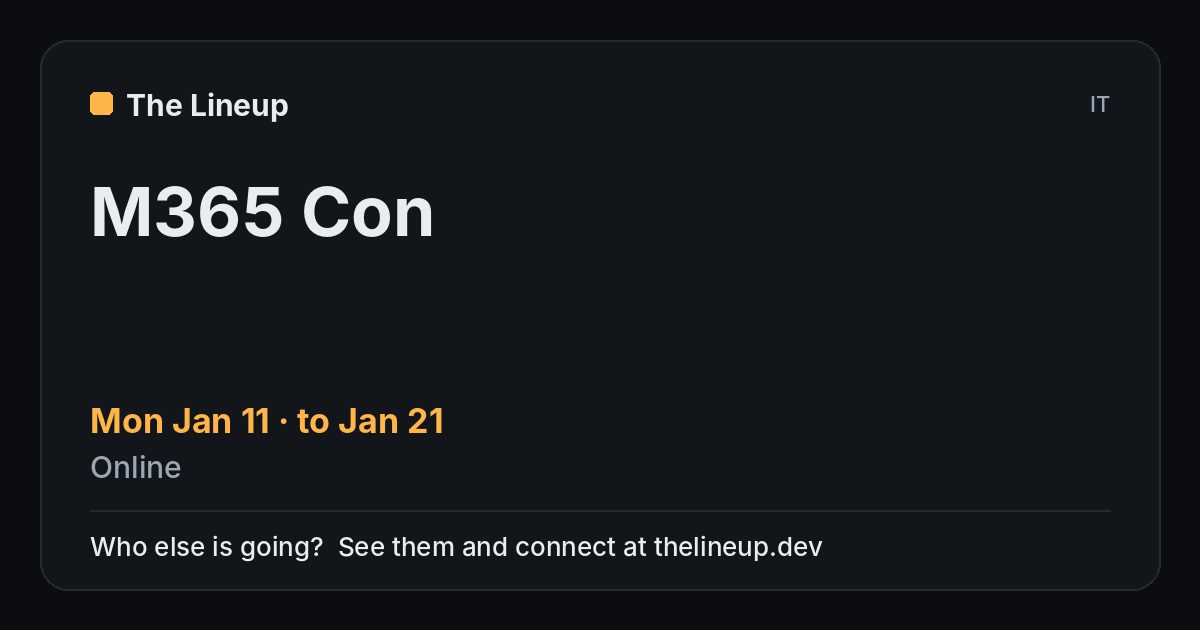 The Lineup
IT
M365 Con
Mon Jan 11 · to Jan 21
Online
Who else is going? See them and connect at thelineup.dev